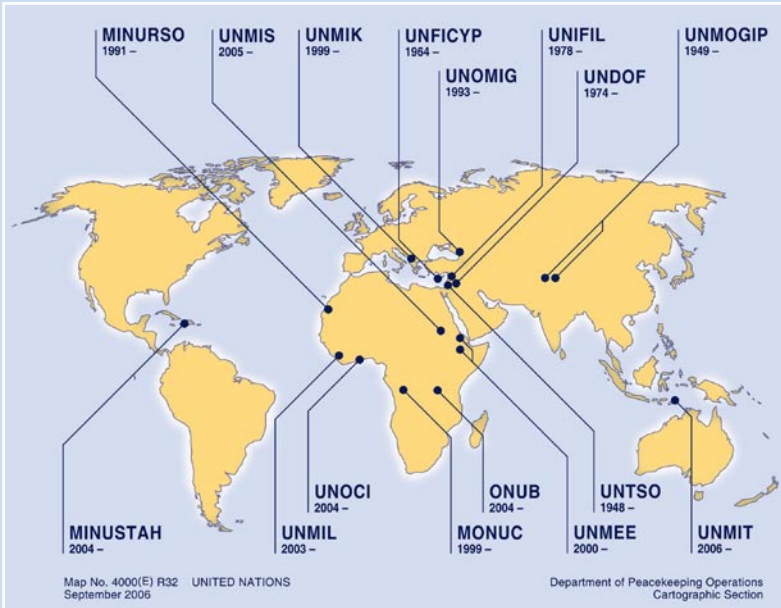 MINURSO
1991 –
UNMIS
2005 –
UNMIK
1999 –
UNFICYP
1964 –
UNOMIG
1993 –
UNIFIL
1978 –
UNDOF
1974 –
UNMOGIP
1949 –
MINUSTAH
2004 –
UNMIL
2003 –
UNOCI
2004 –
MONUC
1999 –
ONUB
2004 –
UNMEE
2000 –
UNTSO
1948 –
UNMIT
2006 –
Map No. 4000(E) R32 UNITED NATIONS
September 2006
Department of Peacekeeping Operations
Cartographic Section